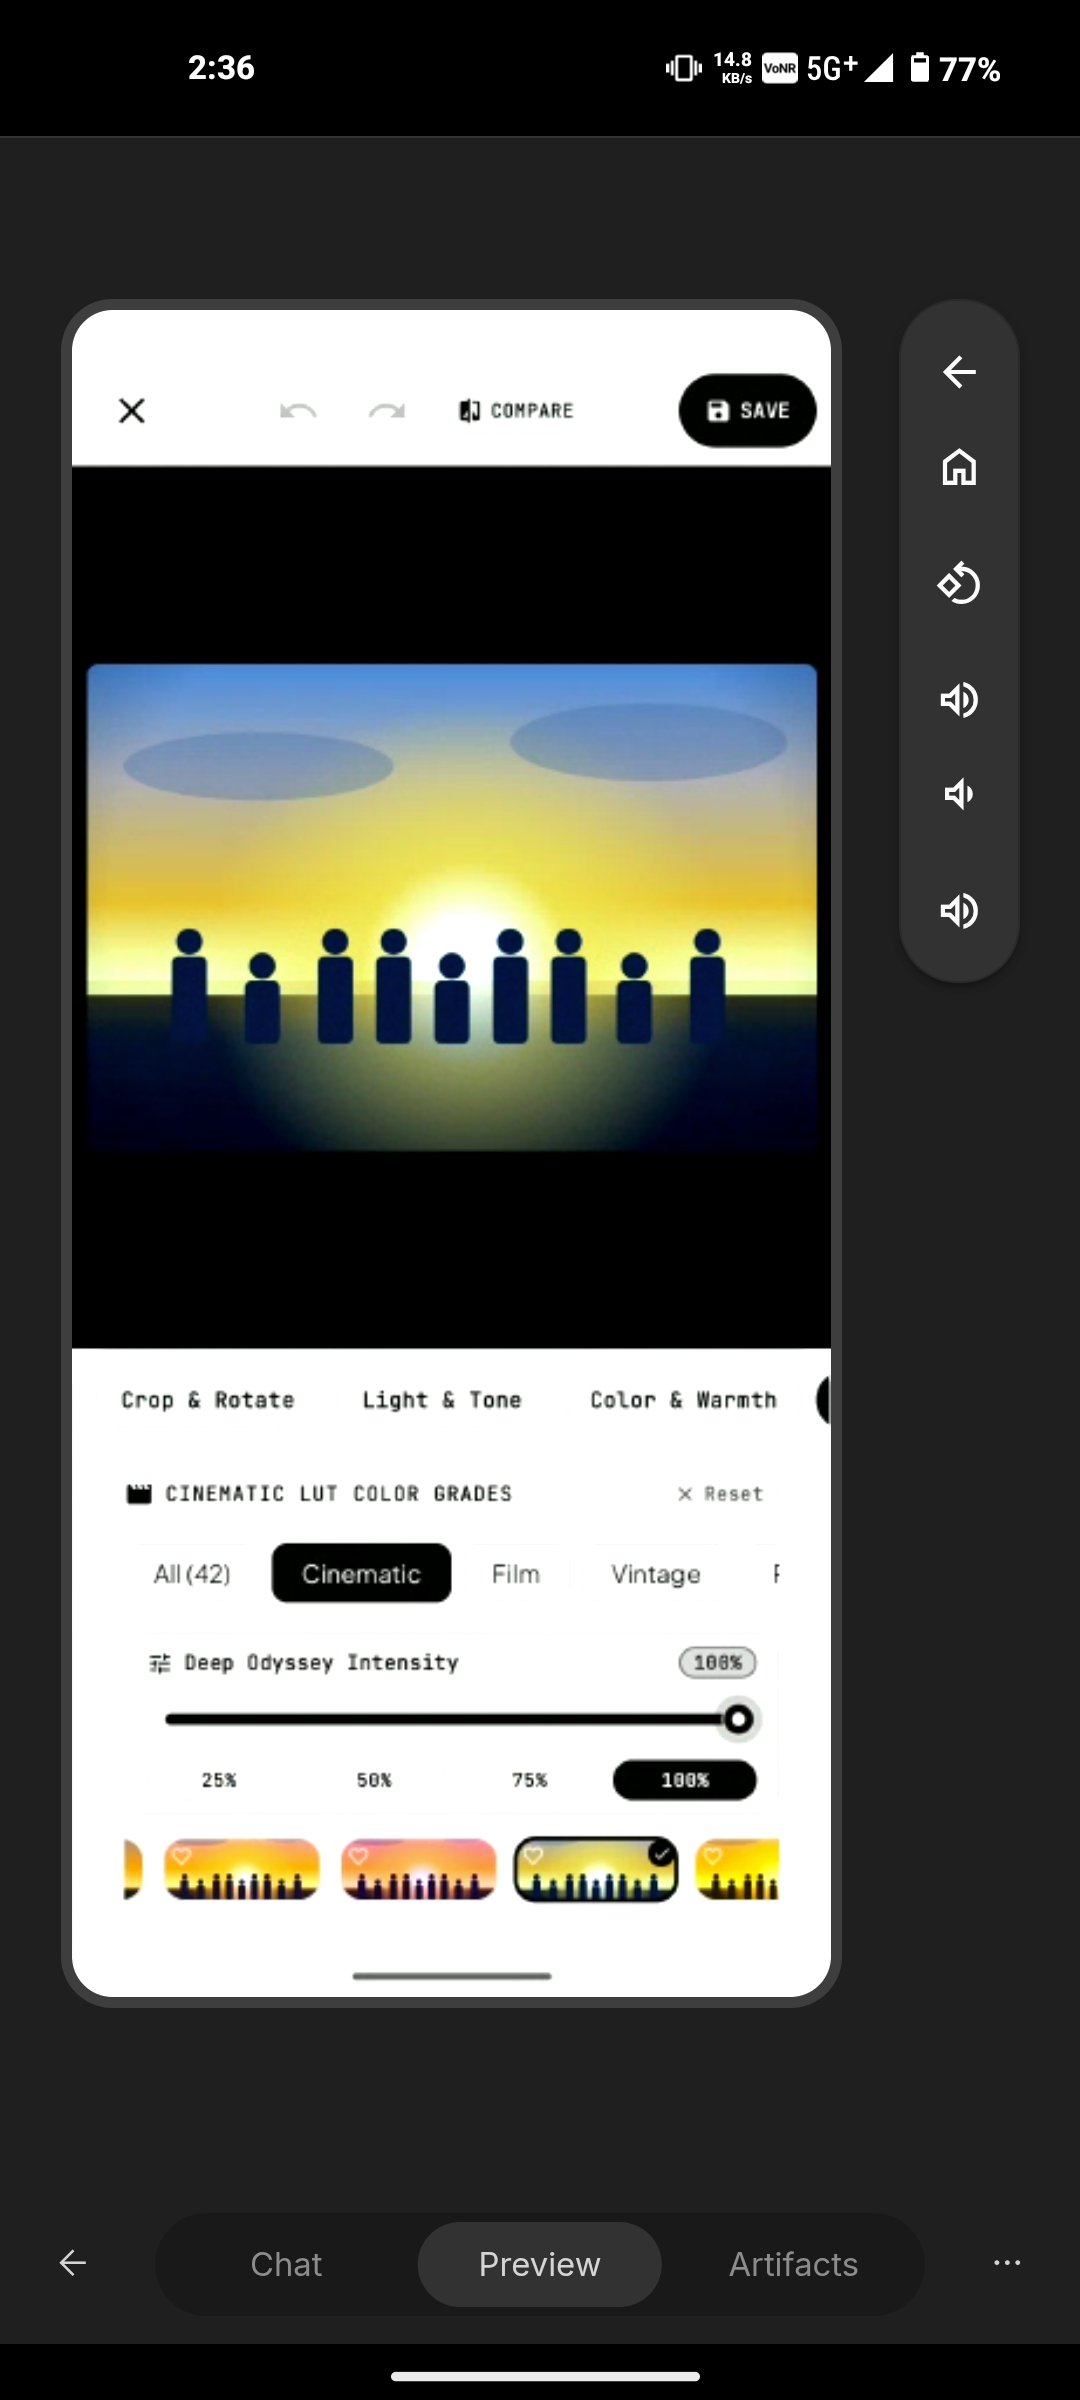 2:36
14.8 KB/s VoNR 5G+ 77%
COMPARE
SAVE
Crop & Rotate Light & Tone Color & Warmth
CINEMATIC LUT COLOR GRADES
Reset
All (42) Cinematic Film Vintage
Deep Odyssey Intensity 100%
25% 50% 75% 100%
Chat Preview Artifacts